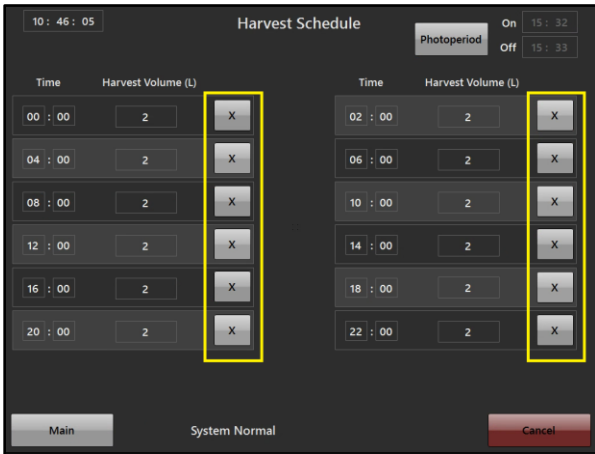 10: 46: 05
Harvest Schedule
Photoperiod
On 15: 32
Off 15: 33
Time Harvest Volume (L) Time Harvest Volume (L)
00 : 00 2 X 02 : 00 2 X
04 : 00 2 X 06 : 00 2 X
08 : 00 2 X 10 : 00 2 X
12 : 00 2 X 14 : 00 2 X
16 : 00 2 X 18 : 00 2 X
20 : 00 2 X 22 : 00 2 X
Main System Normal Cancel